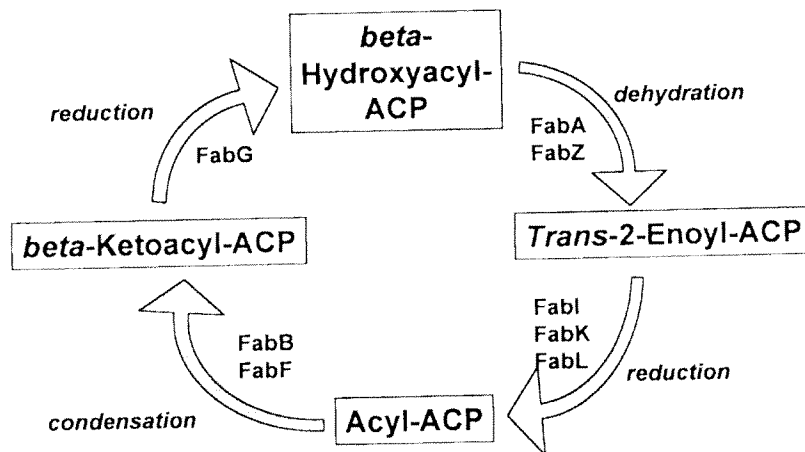 beta-
Hydroxyacyl-
ACP
reduction
dehydration
FabG
FabA
FabZ
beta-Ketoacyl-ACP
Trans-2-Enoyl-ACP
FabI
FabK
FabL
FabB
FabF
reduction
condensation
Acyl-ACP